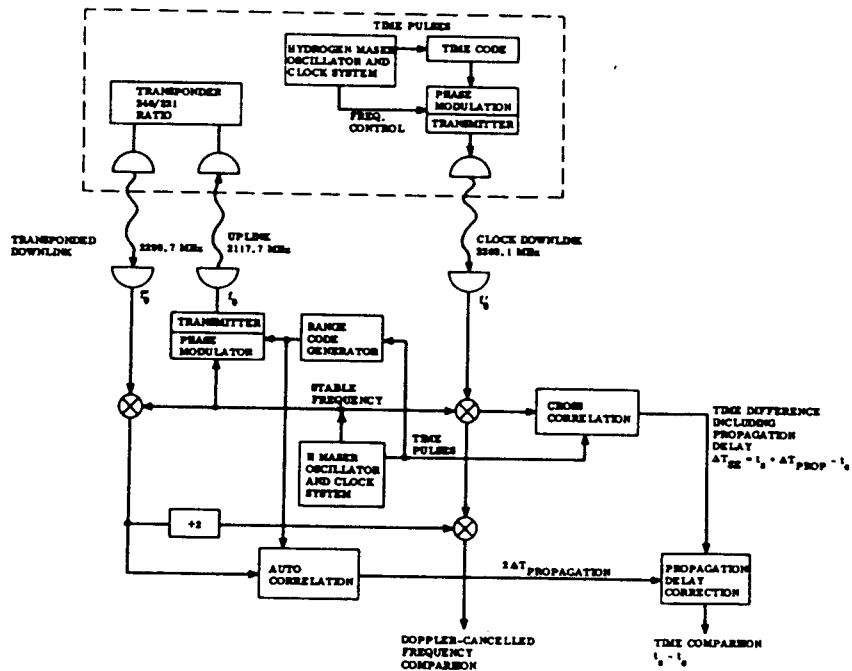 TIME PULSES
HYDROGEN MASER
OSCILLATOR AND
CLOCK SYSTEM
TIME CODE
TRANSPONDER
240/221
RATIO
PHASE
MODULATION
TRANSMITTER
FREQ.
CONTROL
TRANSPONDED
DOWNLINK
UPLINK
2117.7 MHz
CLOCK DOWNLINK
TRANSMITTER
PHASE
MODULATOR
RANGE
CODE
GENERATOR
STABLE
FREQUENCY
CROSS
CORRELATION
TIME DIFFERENCE
INCLUDING
PROPAGATION
DELAY
TIME
PULSES
H MASER
OSCILLATOR
AND CLOCK
SYSTEM
÷2
AUTO
CORRELATION
2ΔT PROPAGATION
PROPAGATION
DELAY
CORRECTION
DOPPLER-CANCELLED
FREQUENCY
COMPARISON
TIME COMPARISON